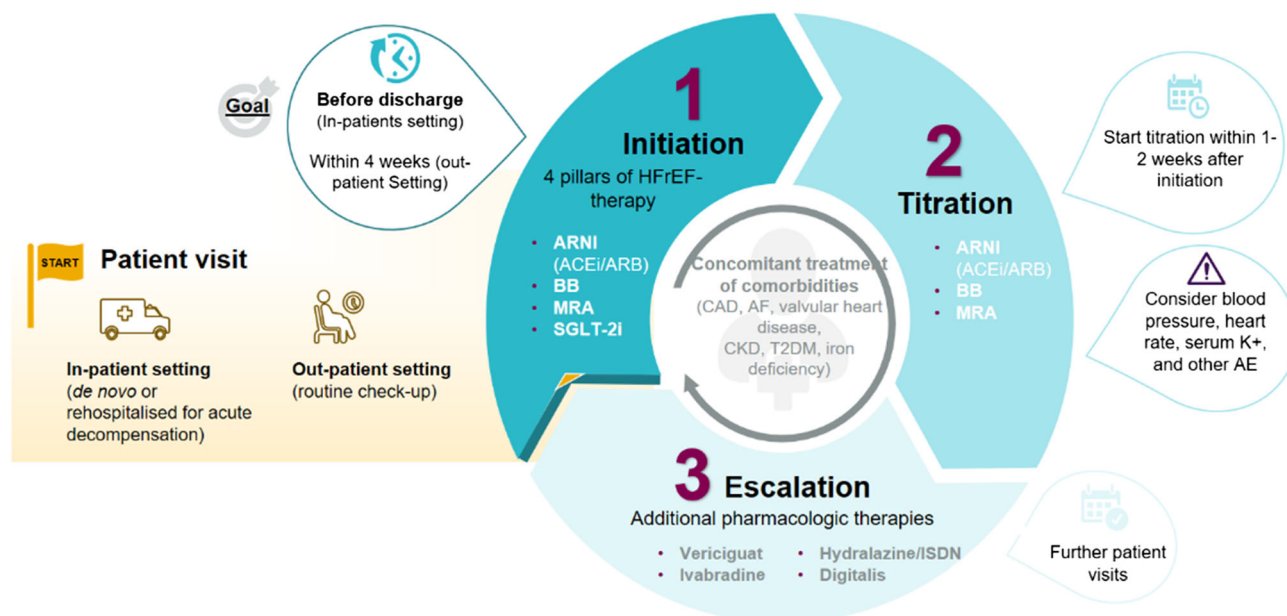 Goal
Before discharge
(In-patients setting)
Within 4 weeks (out-
patient Setting)
START
Patient visit
In-patient setting
(de novo or
rehospitalised for acute
decompensation)
Out-patient setting
(routine check-up)
1
Initiation
4 pillars of HFrEF-
therapy
• ARNI
(ACEi/ARB)
• BB
• MRA
• SGLT-2i
2
Titration
• ARNI
(ACEi/ARB)
• BB
• MRA
Start titration within 1-
2 weeks after
initiation
Consider blood
pressure, heart
rate, serum K+,
and other AE
Concomitant treatment
of comorbidities
(CAD, AF, valvular heart
disease,
CKD, T2DM, iron
deficiency)
3
Escalation
Additional pharmacologic therapies
• Vericiguat
• Ivabradine
• Hydralazine/ISDN
• Digitalis
Further patient
visits